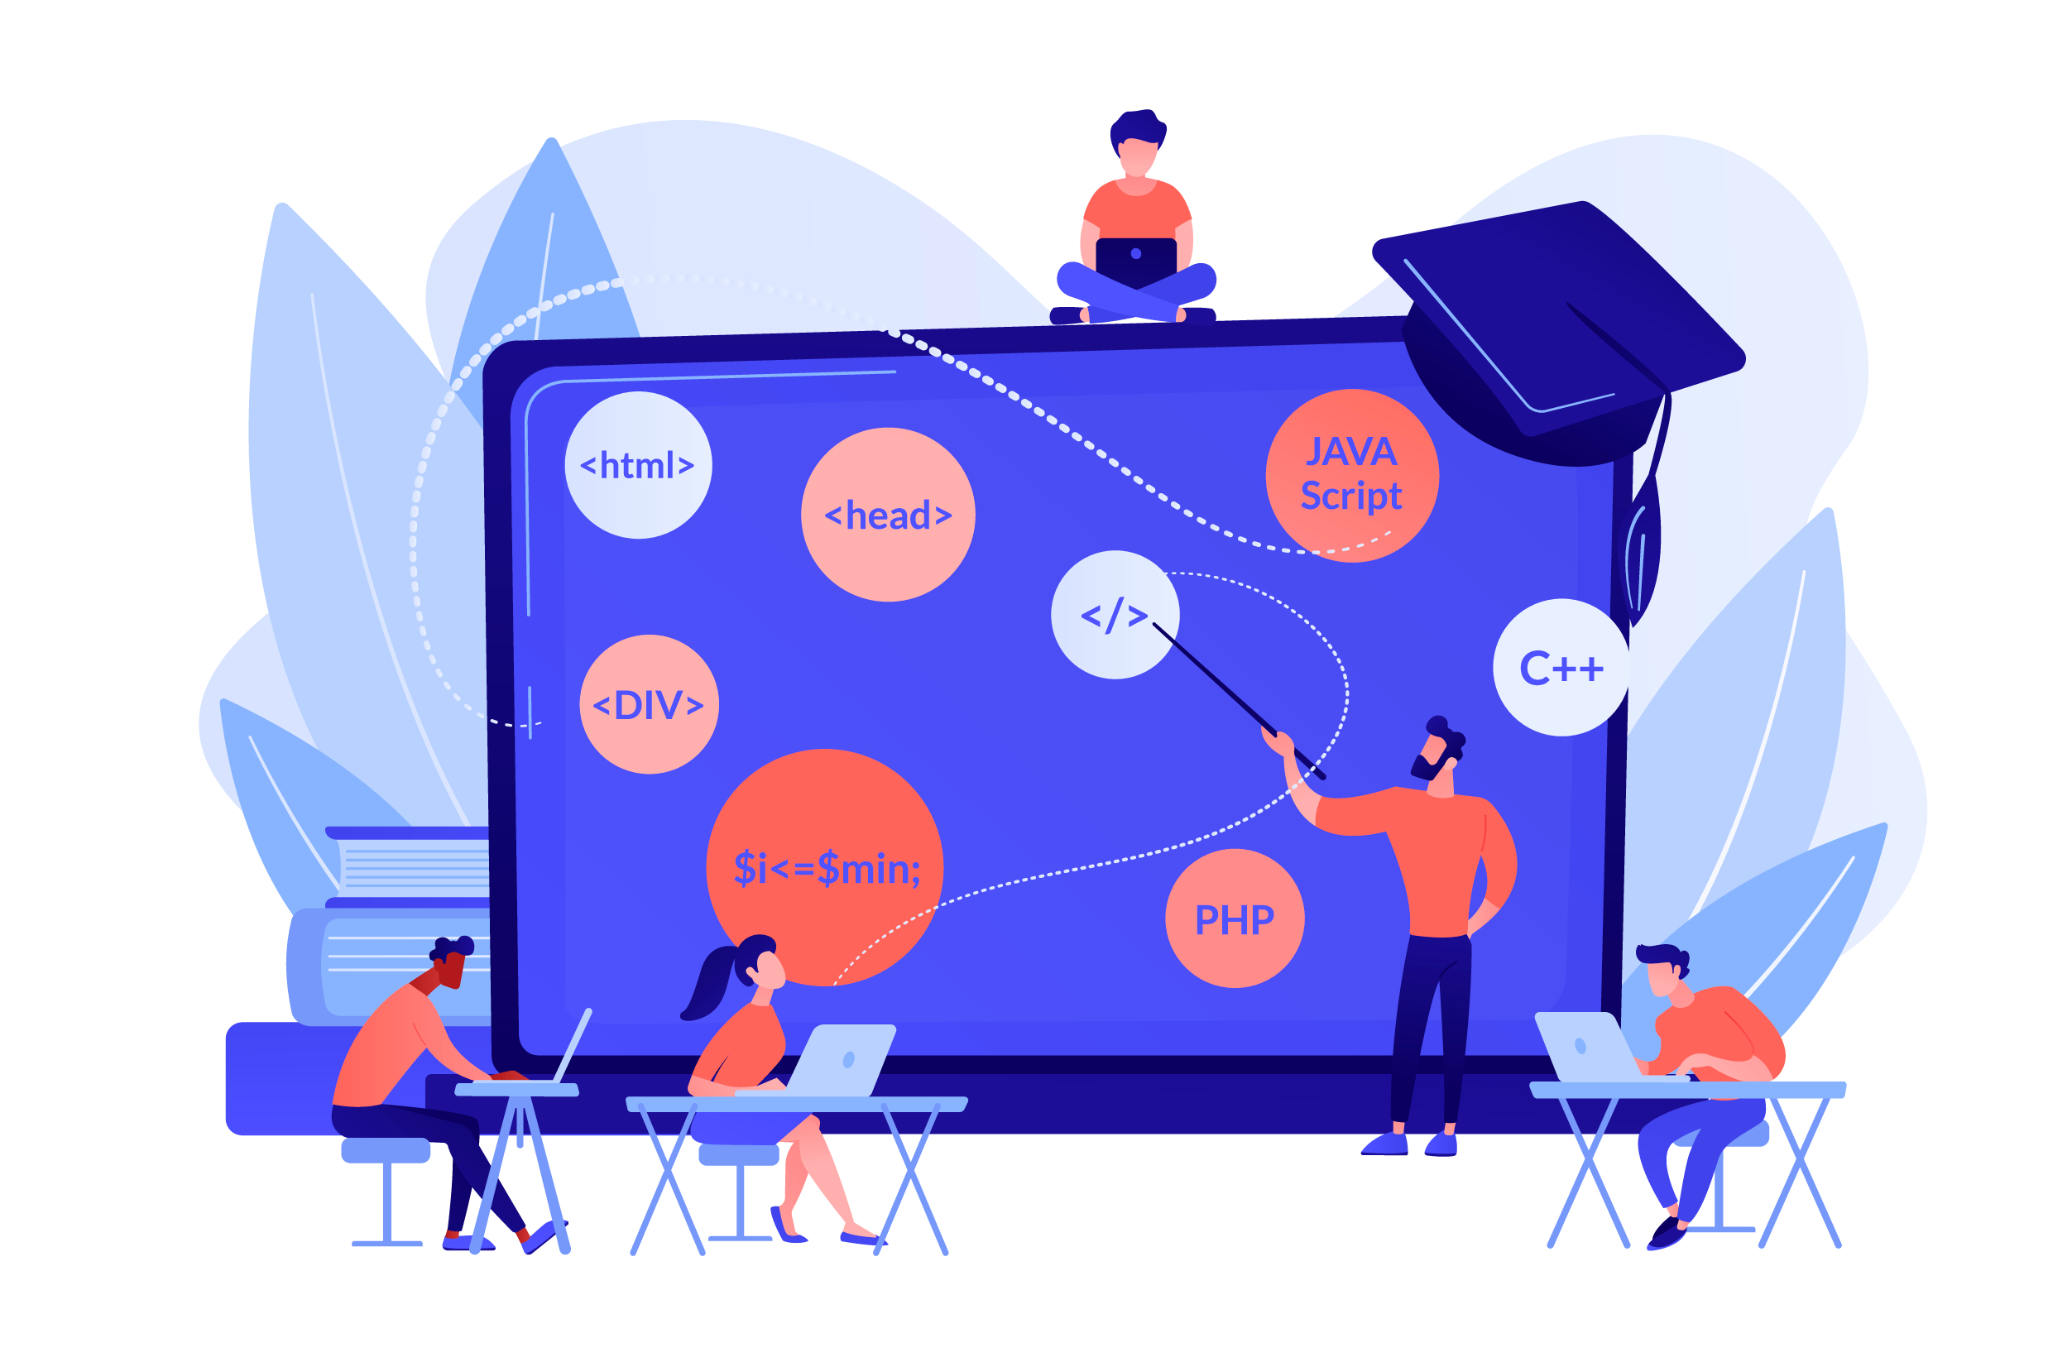 <html>
<head>
JAVA
Script
</>
C++
<DIV>
$i<=$min;
PHP